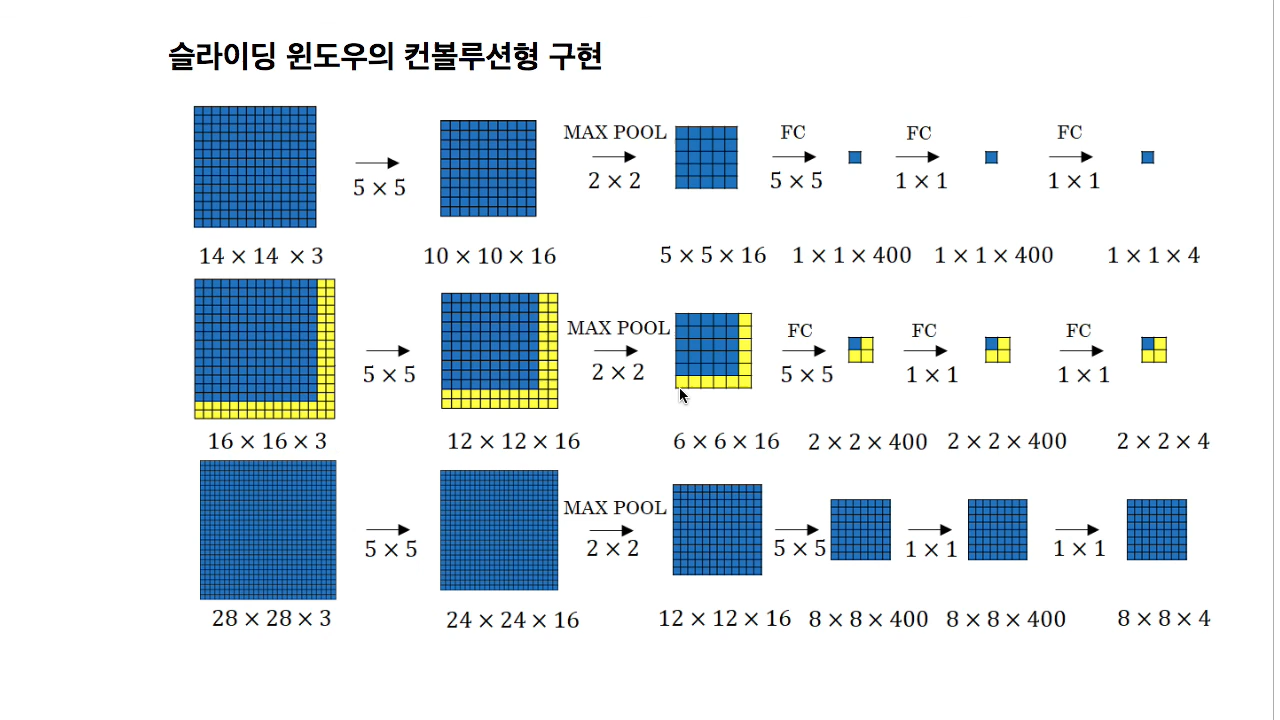 슬라이딩 윈도우의 컨볼루션형 구현
MAX POOL FC FC FC
5 × 5 2 × 2 5 × 5 1 × 1 1 × 1
14 × 14 × 3 10 × 10 × 16 5 × 5 × 16 1 × 1 × 400 1 × 1 × 400 1 × 1 × 4
MAX POOL FC FC FC
5 × 5 2 × 2 5 × 5 1 × 1 1 × 1
16 × 16 × 3 12 × 12 × 16 6 × 6 × 16 2 × 2 × 400 2 × 2 × 400 2 × 2 × 4
MAX POOL
5 × 5 2 × 2 5 × 5 1 × 1 1 × 1
28 × 28 × 3 24 × 24 × 16 12 × 12 × 16 8 × 8 × 400 8 × 8 × 400 8 × 8 × 4